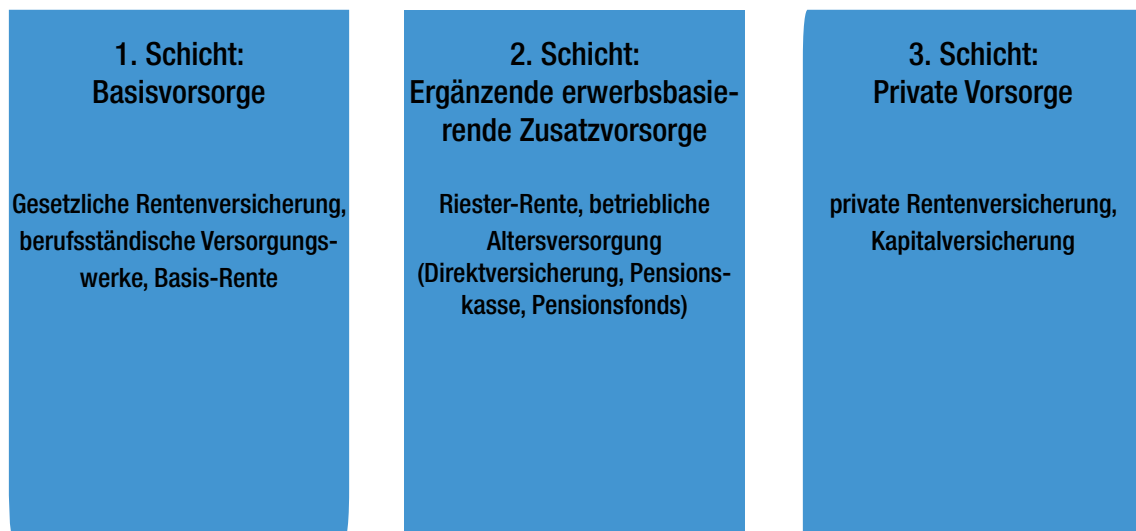 1. Schicht:
Basisvorsorge
Gesetzliche Rentenversicherung,
berufsständische Versorgungs-
werke, Basis-Rente
2. Schicht:
Ergänzende erwerbsbasie-
rende Zusatzvorsorge
Riester-Rente, betriebliche
Altersversorgung
(Direktversicherung, Pensions-
kasse, Pensionsfonds)
3. Schicht:
Private Vorsorge
private Rentenversicherung,
Kapitalversicherung